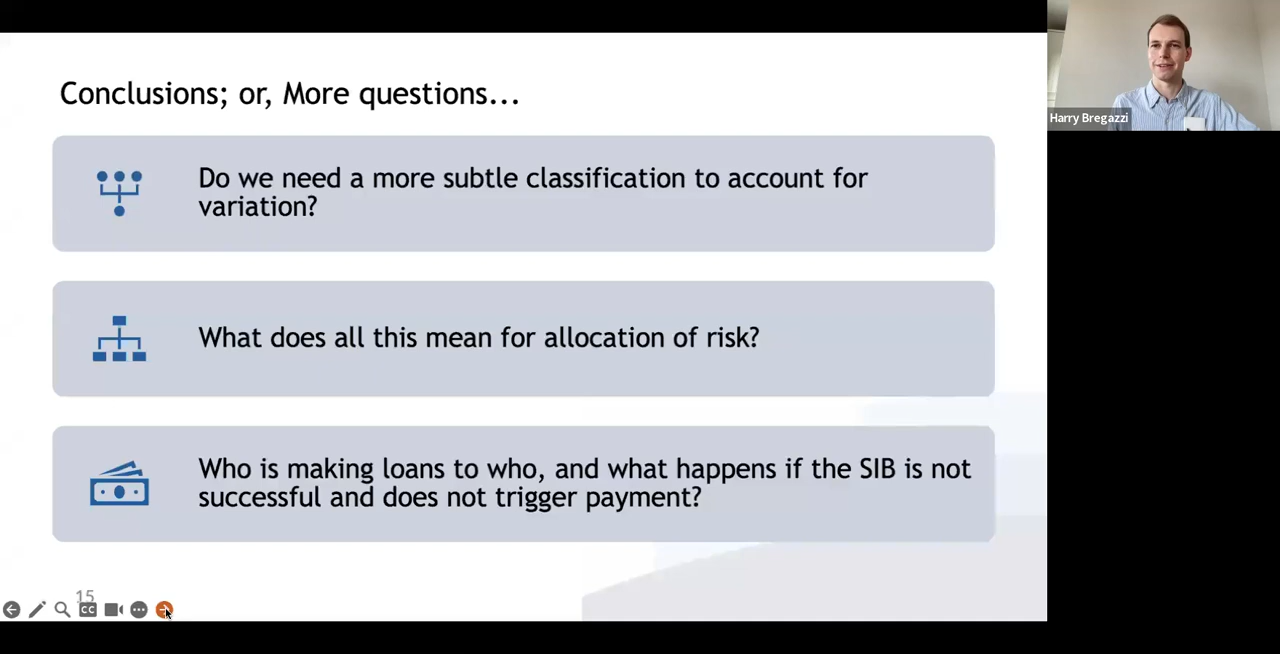 Conclusions; or, More questions...
Harry Bregazzi
Do we need a more subtle classification to account for
variation?
What does all this mean for allocation of risk?
Who is making loans to who, and what happens if the SIB is not
successful and does not trigger payment?
15
CC